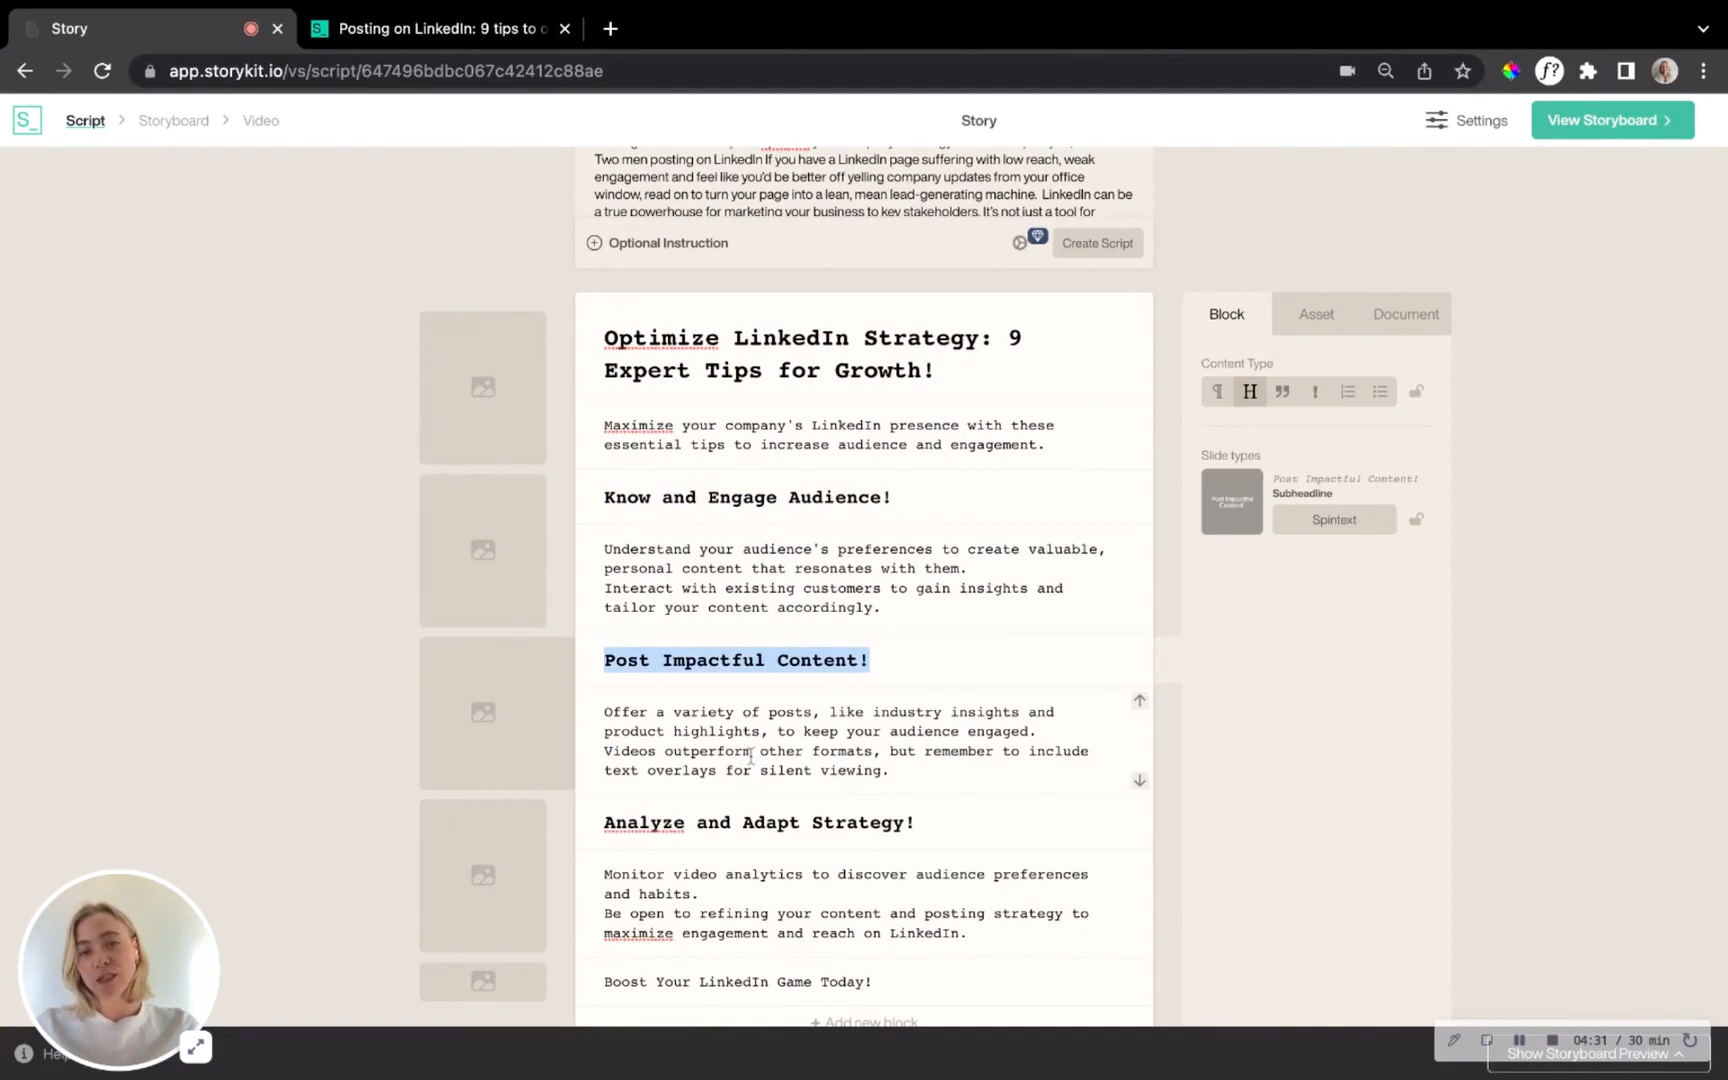 Story
Posting on LinkedIn: 9 tips to
app.storykit.io/vs/script/647496bdbc067c42412c88ae
S_
Script > Storyboard > Video
Story
Settings
View Storyboard >
Two men posting on LinkedIn If you have a LinkedIn page suffering with low reach, weak
engagement and feel like you'd be better off yelling company updates from your office
window, read on to turn your page into a lean, mean lead-generating machine. LinkedIn can be
a true powerhouse for marketing your business to key stakeholders. It's not just a tool for
Optional Instruction
Create Script
Optimize LinkedIn Strategy: 9
Expert Tips for Growth!
Maximize your company's LinkedIn presence with these
essential tips to increase audience and engagement.
Know and Engage Audience!
Understand your audience's preferences to create valuable,
personal content that resonates with them.
Interact with existing customers to gain insights and
tailor your content accordingly.
Post Impactful Content!
Offer a variety of posts, like industry insights and
product highlights, to keep your audience engaged.
Videos outperform other formats, but remember to include
text overlays for silent viewing.
Analyze and Adapt Strategy!
Monitor video analytics to discover audience preferences
and habits.
Be open to refining your content and posting strategy to
maximize engagement and reach on LinkedIn.
Boost Your LinkedIn Game Today!
+ Add new block
Block
Asset
Document
Content Type
H
Slide types
Post Impactful Content!
Post Impactful Content!
Subheadline
Spintext
04:31 / 30 min
Show Storyboard Preview